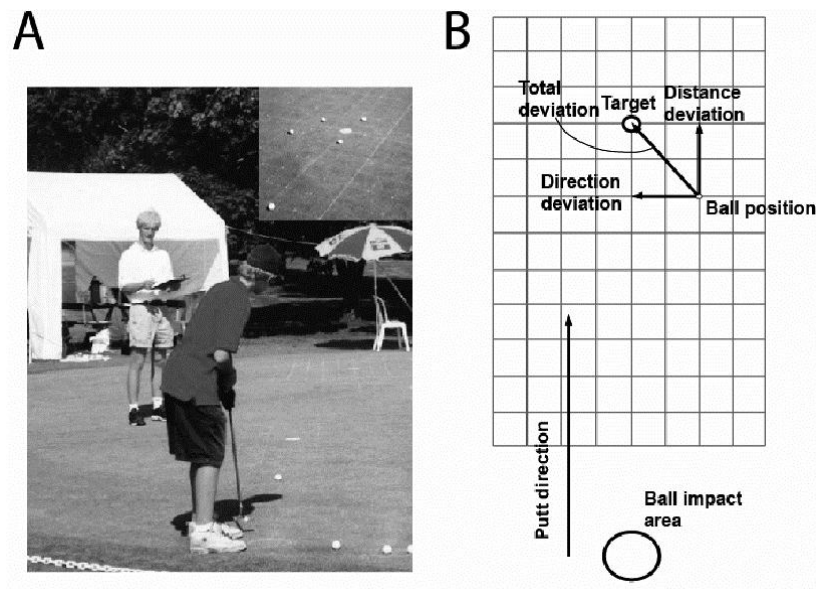 A
B
Total
deviation
Target
Distance
deviation
Direction
deviation
Ball position
Putt direction
Ball impact
area